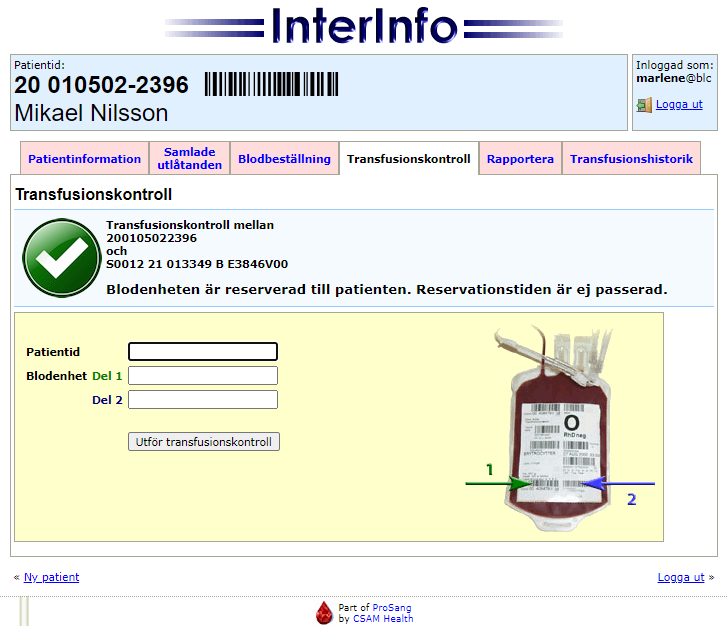 InterInfo
Patientid:
20 010502-2396
Mikael Nilsson
Inloggad som:
marlene@blc
Logga ut
Patientinformation
Samlade
utlåtanden
Blodbeställning
Transfusionskontroll
Rapportera
Transfusionshistorik
Transfusionskontroll
Transfusionskontroll mellan
200105022396
och
S0012 21 013349 B E3846V00
Blodenheten är reserverad till patienten. Reservationstiden är ej passerad.
Patientid
Blodenhet Del 1
Del 2
Utför transfusionskontroll
O
RhD neg
ERYTROCYTER
1
2
« Ny patient
Logga ut »
Part of ProSang
by CSAM Health